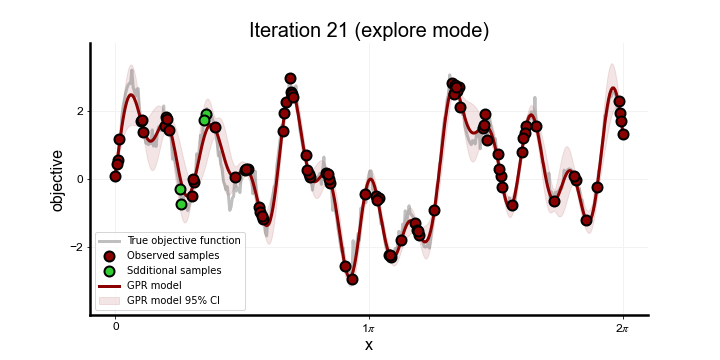 Iteration 21 (explore mode)
objective
2
0
−2
True objective function
Observed samples
Sdditional samples
GPR model
GPR model 95% CI
0
1π
2π
x